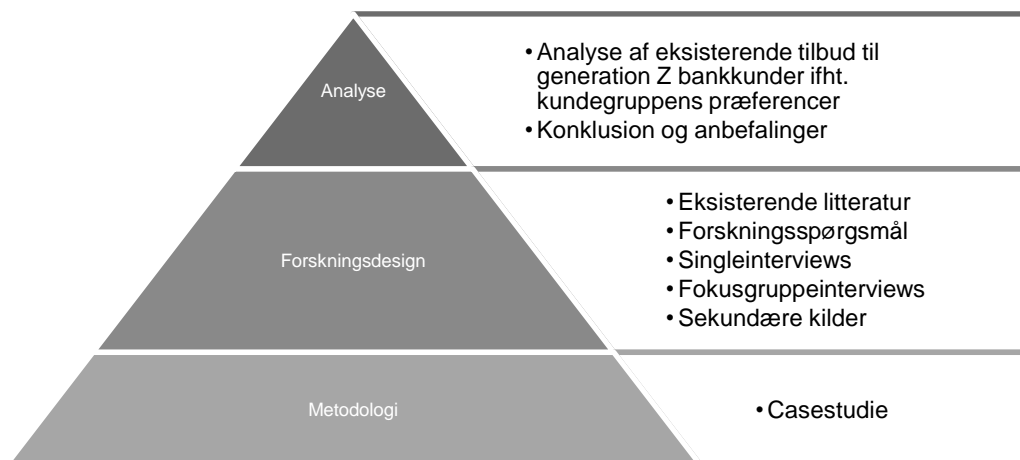 Analyse
• Analyse af eksisterende tilbud til
generation Z bankkunder ifht.
kundegruppens præferencer
• Konklusion og anbefalinger
Forskningsdesign
• Eksisterende litteratur
• Forskningsspørgsmål
• Singleinterviews
• Fokusgruppeinterviews
• Sekundære kilder
Metodologi
• Casestudie